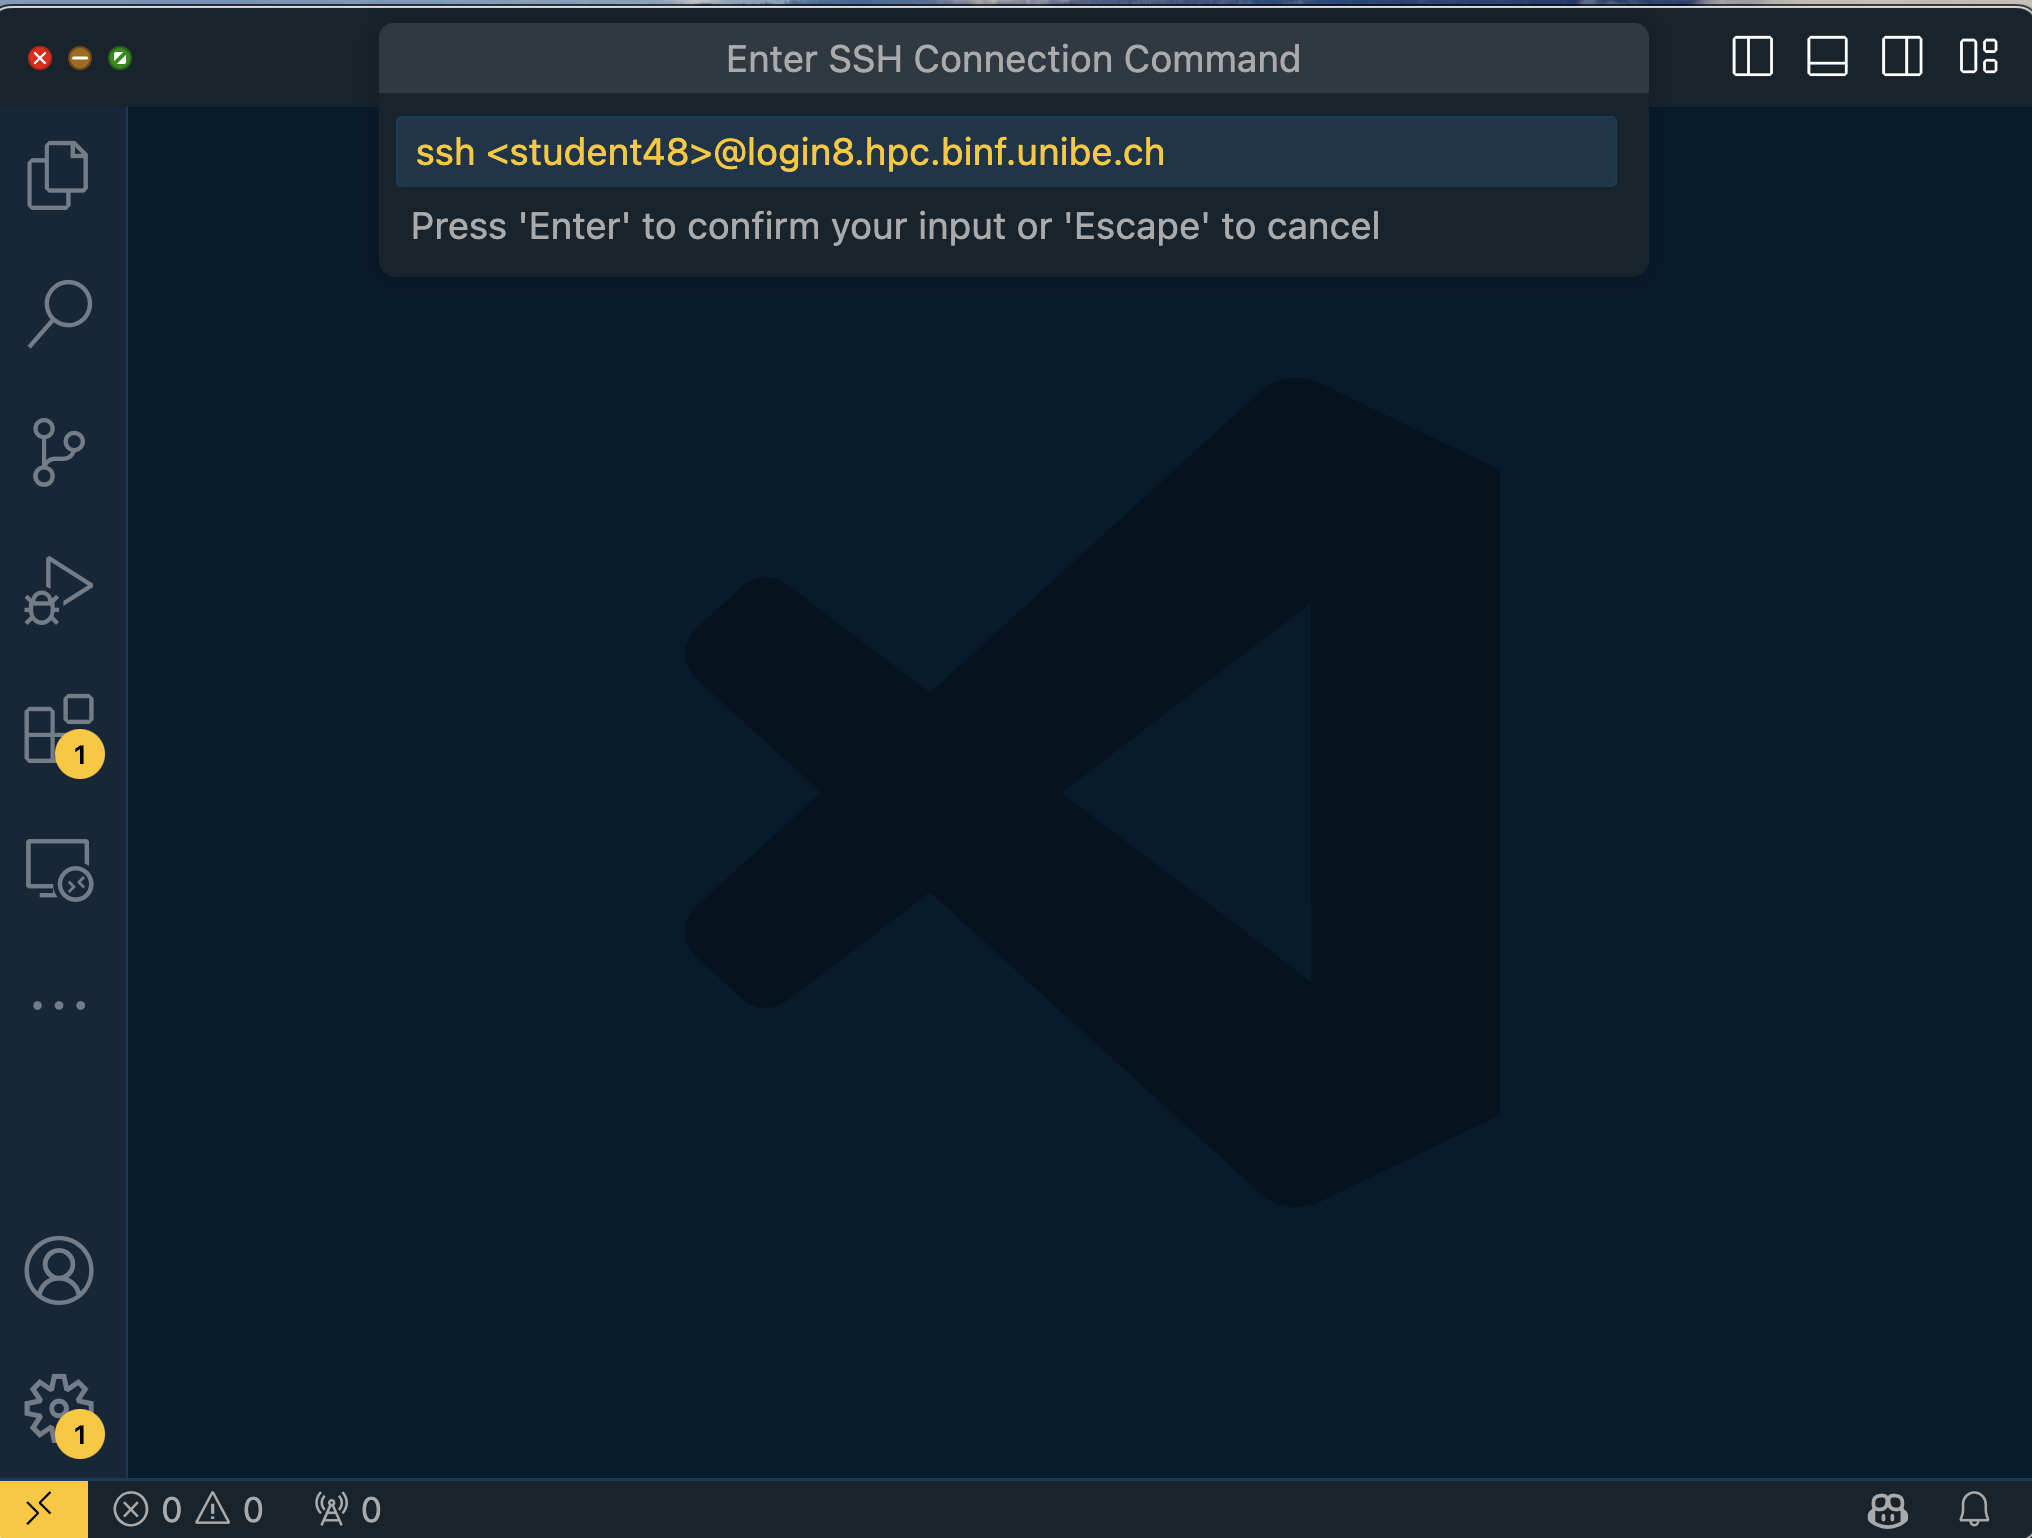 Enter SSH Connection Command
ssh <student48>@login8.hpc.binf.unibe.ch
Press 'Enter' to confirm your input or 'Escape' to cancel
1
1
0 0 0